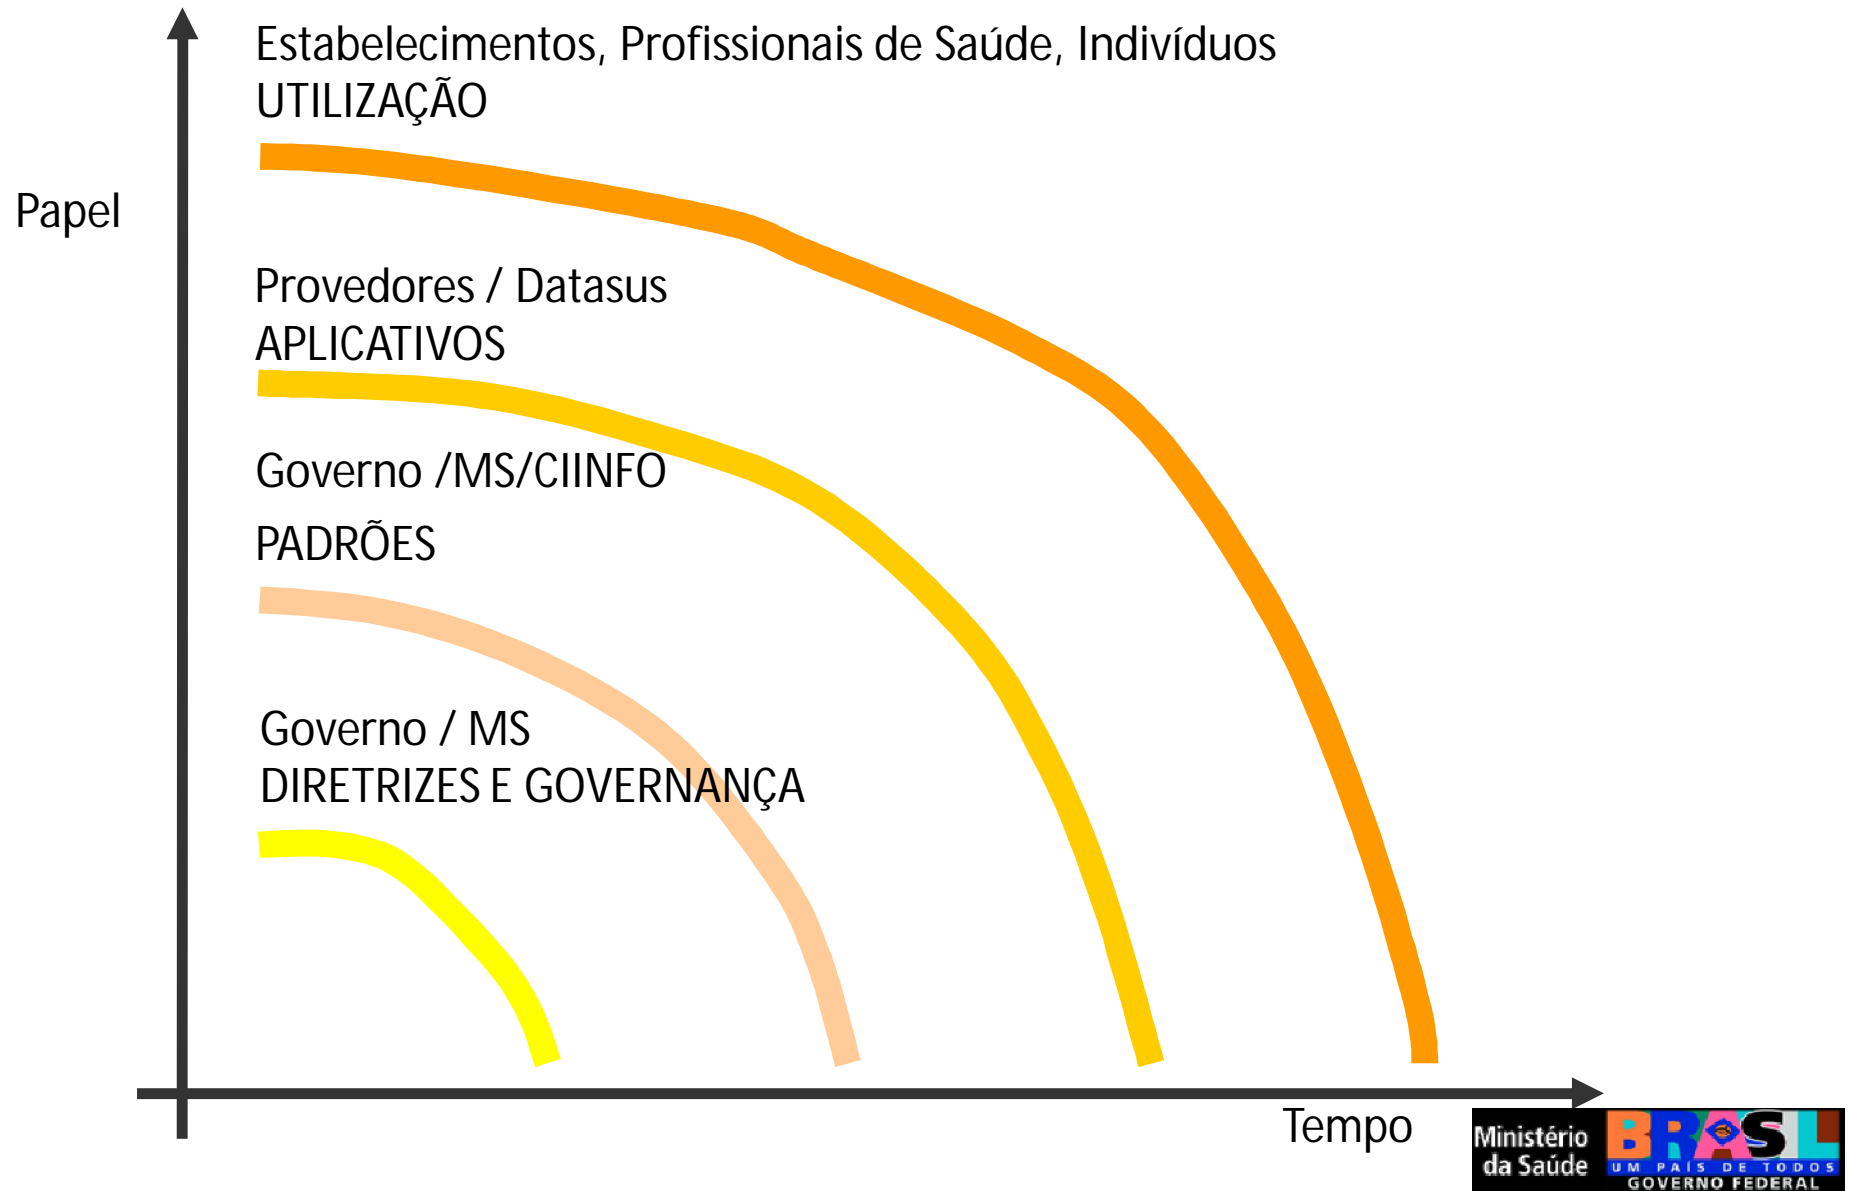 Estabelecimentos, Profissionais de Saúde, Indivíduos
UTILIZAÇÃO
Papel
Provedores / Datasus
APLICATIVOS
Governo /MS/CIINFO
PADRÕES
Governo / MS
DIRETRIZES E GOVERNANÇA
Tempo
Ministério
da Saúde
BRASIL
UM PAÍS DE TODOS
GOVERNO FEDERAL